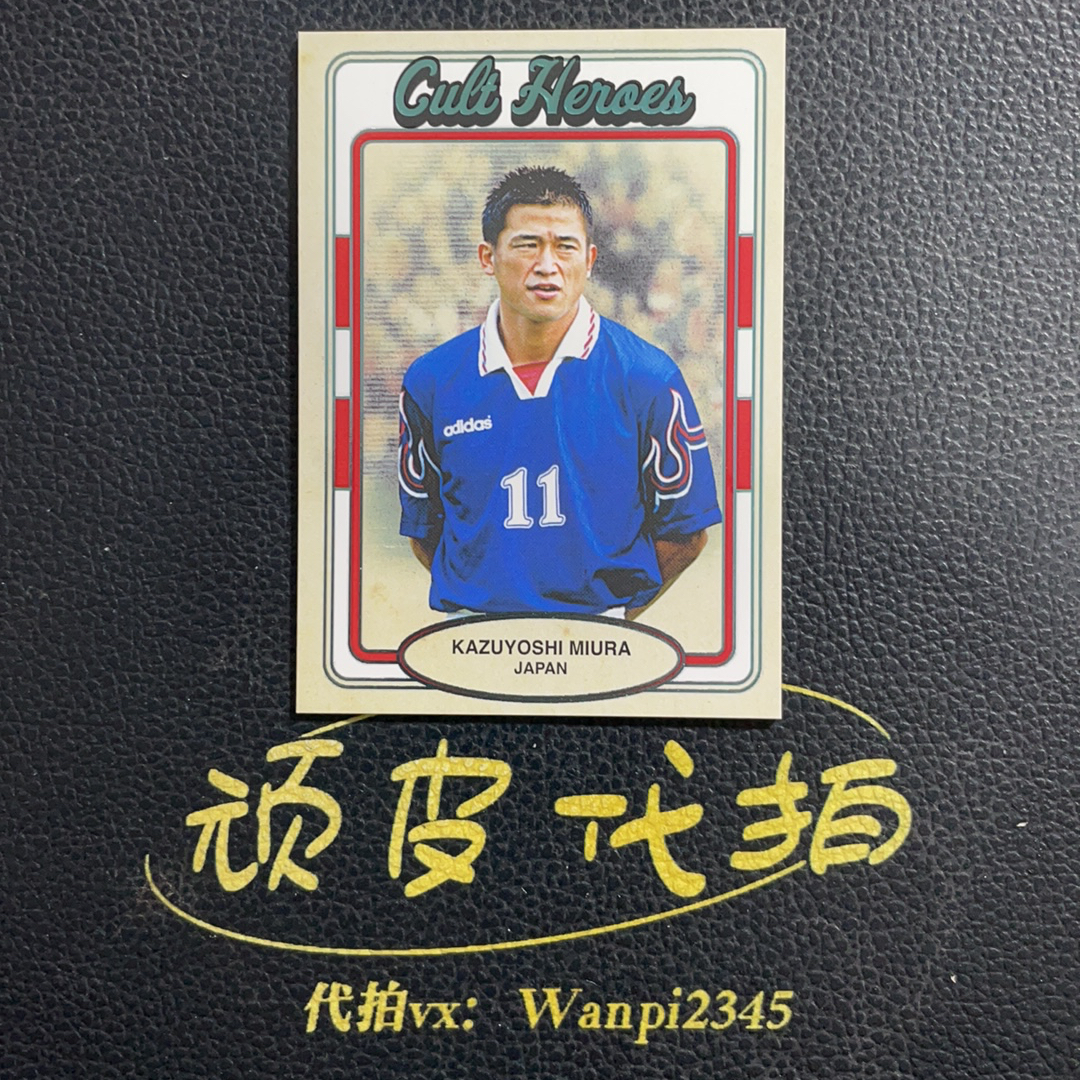 Cult Heroes
adidas
11
KAZUYOSHI MIURA
JAPAN
顽皮代拍
代拍vx：Wanpi2345